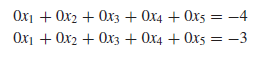 0x₁ + 0x₂ + 0x₃ + 0x₄ + 0x₅ = −4
0x₁ + 0x₂ + 0x₃ + 0x₄ + 0x₅ = −3